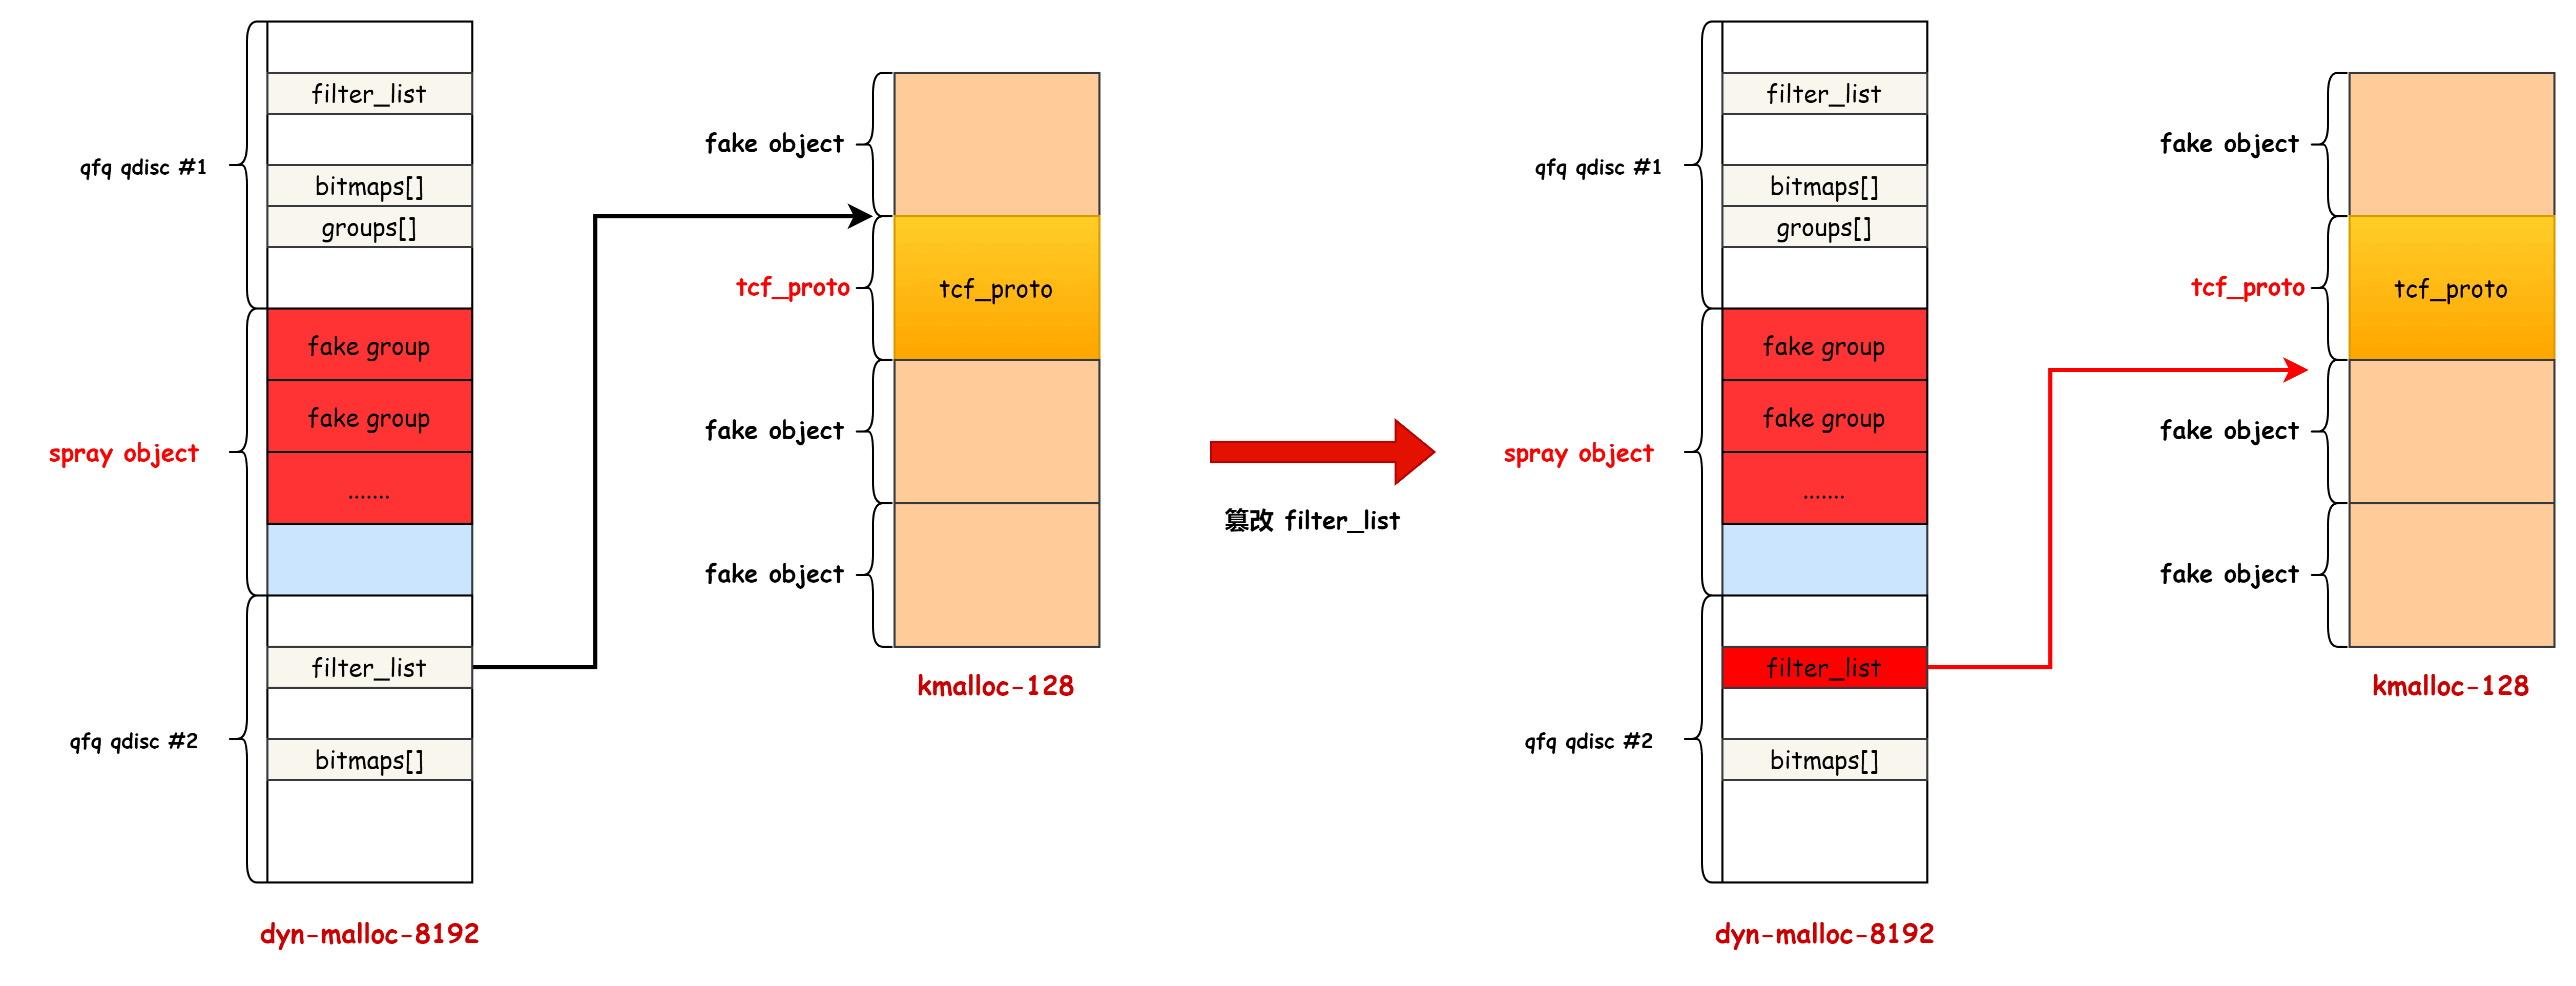 filter_list
qfq qdisc #1
bitmaps[]
groups[]
fake group
fake group
spray object
.......
filter_list
qfq qdisc #2
bitmaps[]
dyn-malloc-8192
fake object
tcf_proto
tcf_proto
fake object
fake object
kmalloc-128
篡改 filter_list
filter_list
qfq qdisc #1
bitmaps[]
groups[]
fake group
fake group
spray object
.......
filter_list
qfq qdisc #2
bitmaps[]
dyn-malloc-8192
fake object
tcf_proto
tcf_proto
fake object
fake object
kmalloc-128